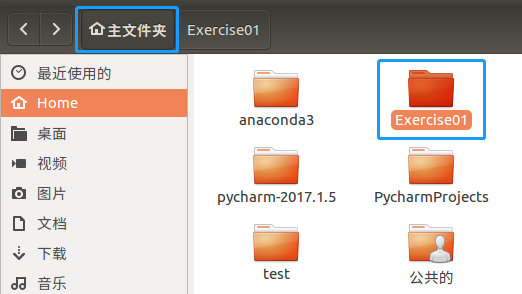 主文件夹 Exercise01
最近使用的
Home
桌面
视频
图片
文档
下载
音乐
anaconda3 Exercise01
pycharm-2017.1.5 PycharmProjects
test 公共的